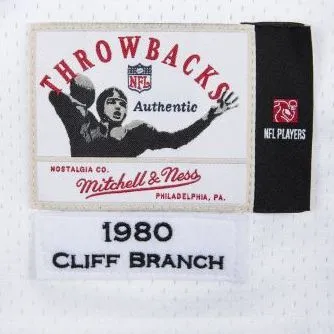 THROWBACKS
NFL
Authentic
NFL PLAYERS
NOSTALGIA CO.
Mitchell & Ness
PHILADELPHIA, PA.
1980
CLIFF BRANCH